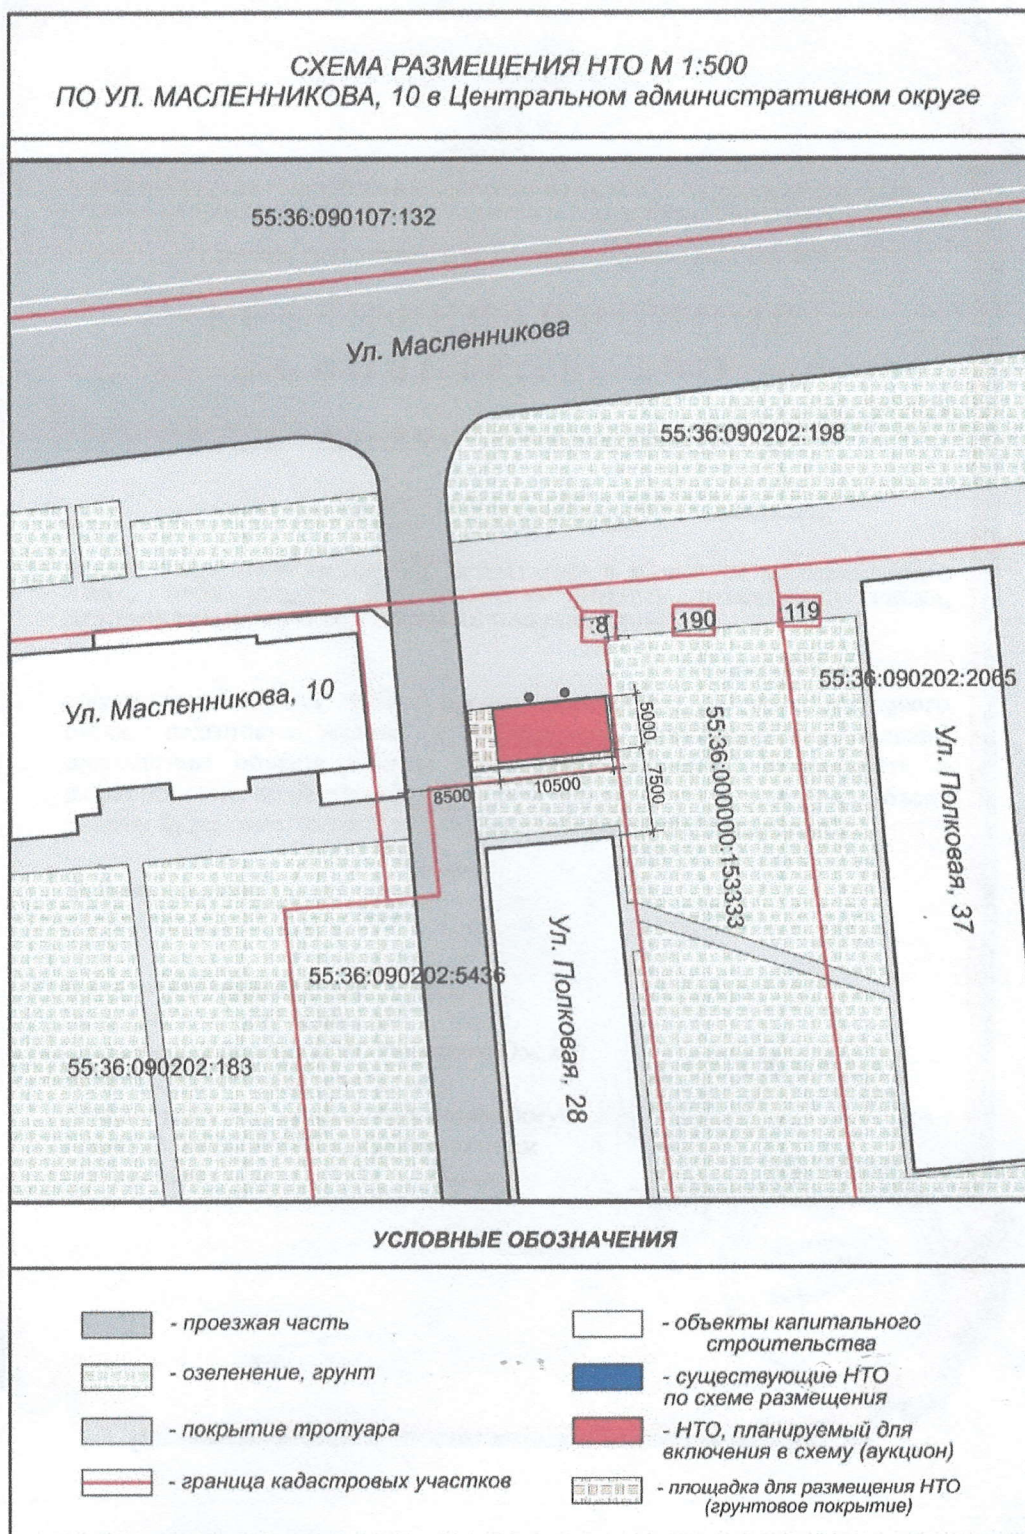 СХЕМА РАЗМЕЩЕНИЯ НТО М 1:500
ПО УЛ. МАСЛЕННИКОВА, 10 в Центральном административном округе
55:36:090107:132
Ул. Масленникова
55:36:090202:198
:8
:190
:119
Ул. Масленникова, 10
55:36:090202:2065
5000
8500
10500
7500
55:36:000000:153333
Ул. Полковая, 37
Ул. Полковая, 28
55:36:090202:5436
55:36:090202:183
УСЛОВНЫЕ ОБОЗНАЧЕНИЯ
- проезжая часть
- озеленение, грунт
- покрытие тротуара
- граница кадастровых участков
- объекты капитального
строительства
- существующие НТО
по схеме размещения
- НТО, планируемый для
включения в схему (аукцион)
- площадка для размещения НТО
(грунтовое покрытие)